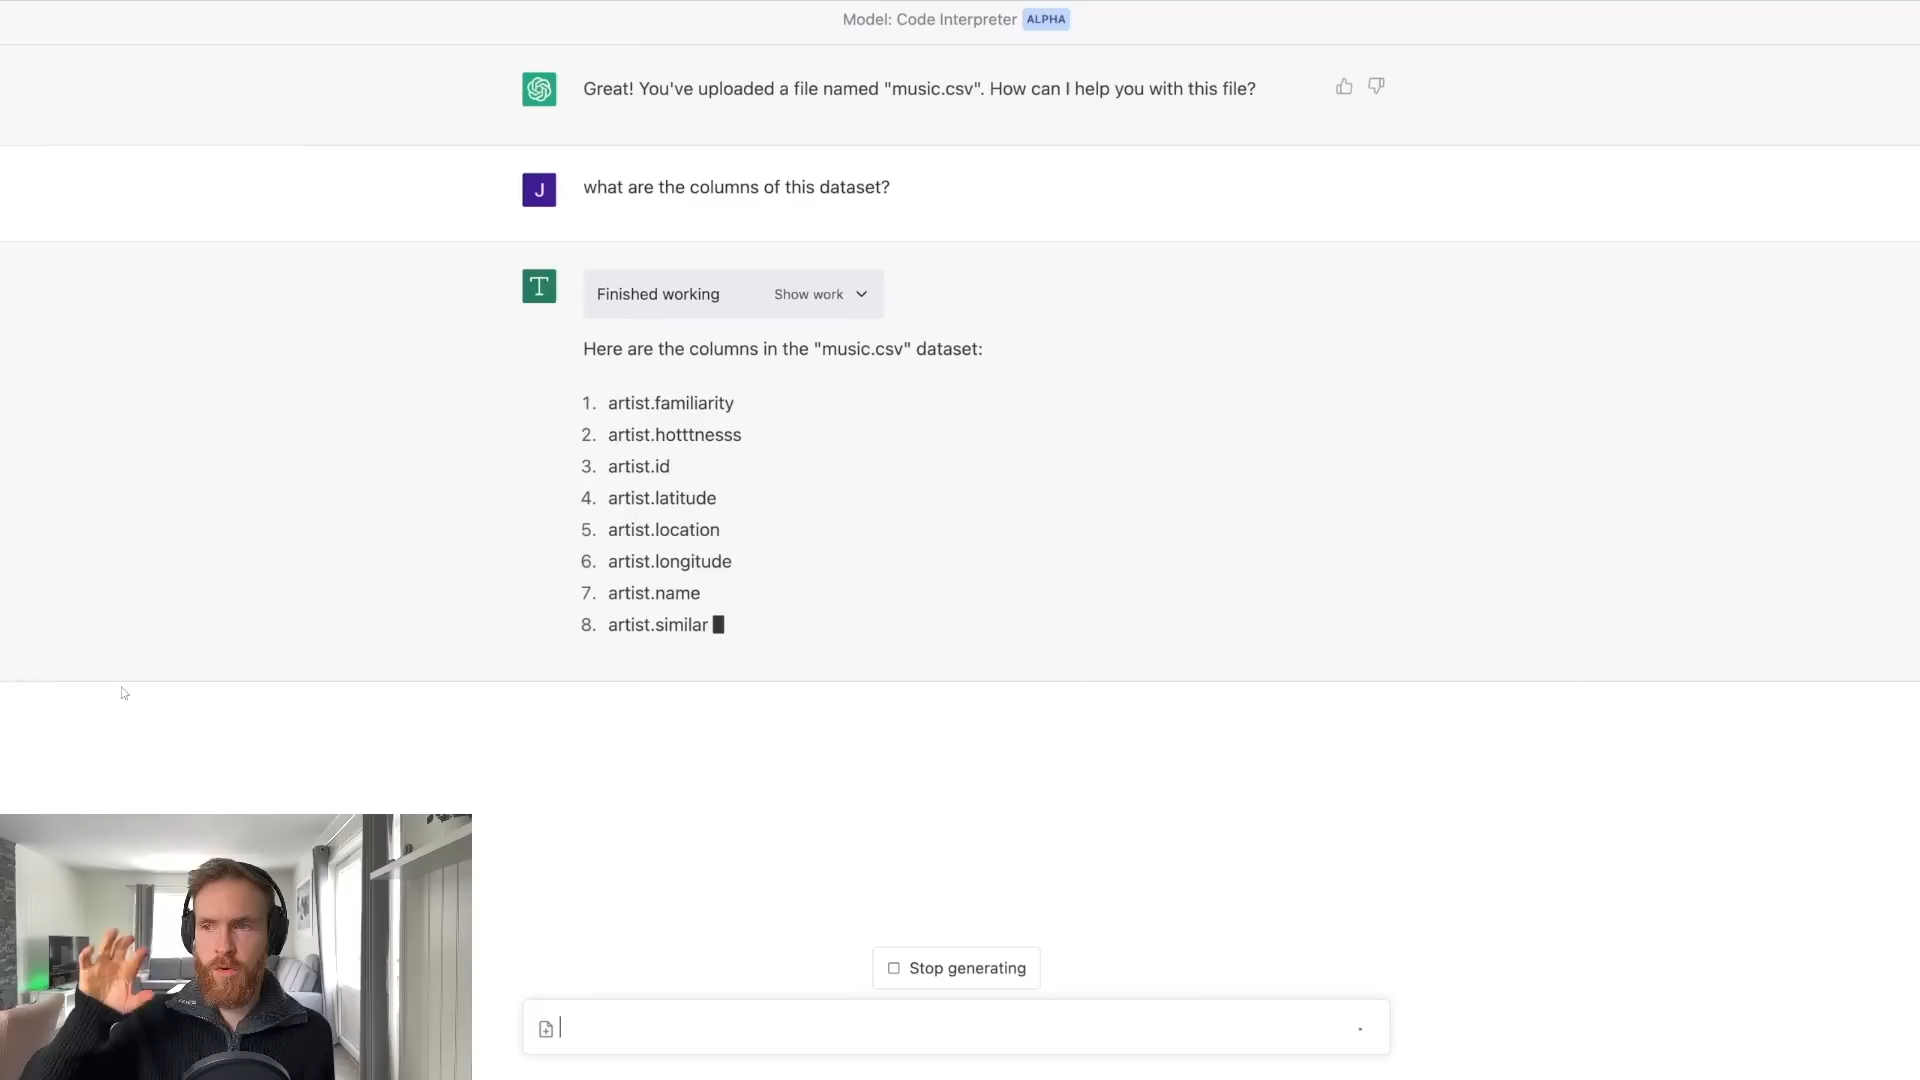 Model: Code Interpreter ALPHA
Great! You've uploaded a file named "music.csv". How can I help you with this file?
J
what are the columns of this dataset?
T
Finished working Show work
Here are the columns in the "music.csv" dataset:
1. artist.familiarity
2. artist.hotttnesss
3. artist.id
4. artist.latitude
5. artist.location
6. artist.longitude
7. artist.name
8. artist.similar
Stop generating